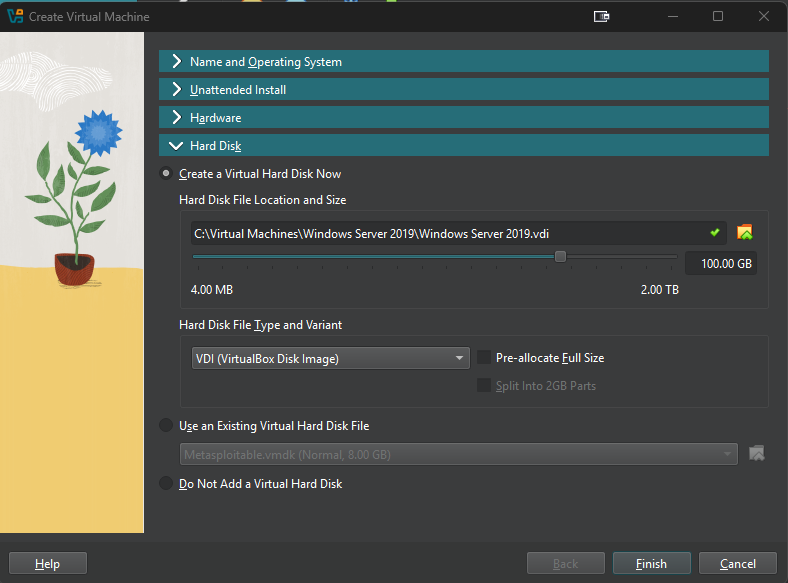 Create Virtual Machine
Name and Operating System
Unattended Install
Hardware
Hard Disk
Create a Virtual Hard Disk Now
Hard Disk File Location and Size
C:\Virtual Machines\Windows Server 2019\Windows Server 2019.vdi
100.00 GB
4.00 MB 2.00 TB
Hard Disk File Type and Variant
VDI (VirtualBox Disk Image) Pre-allocate Full Size
Split Into 2GB Parts
Use an Existing Virtual Hard Disk File
Metasploitable.vmdk (Normal, 8.00 GB)
Do Not Add a Virtual Hard Disk
Help Back Finish Cancel